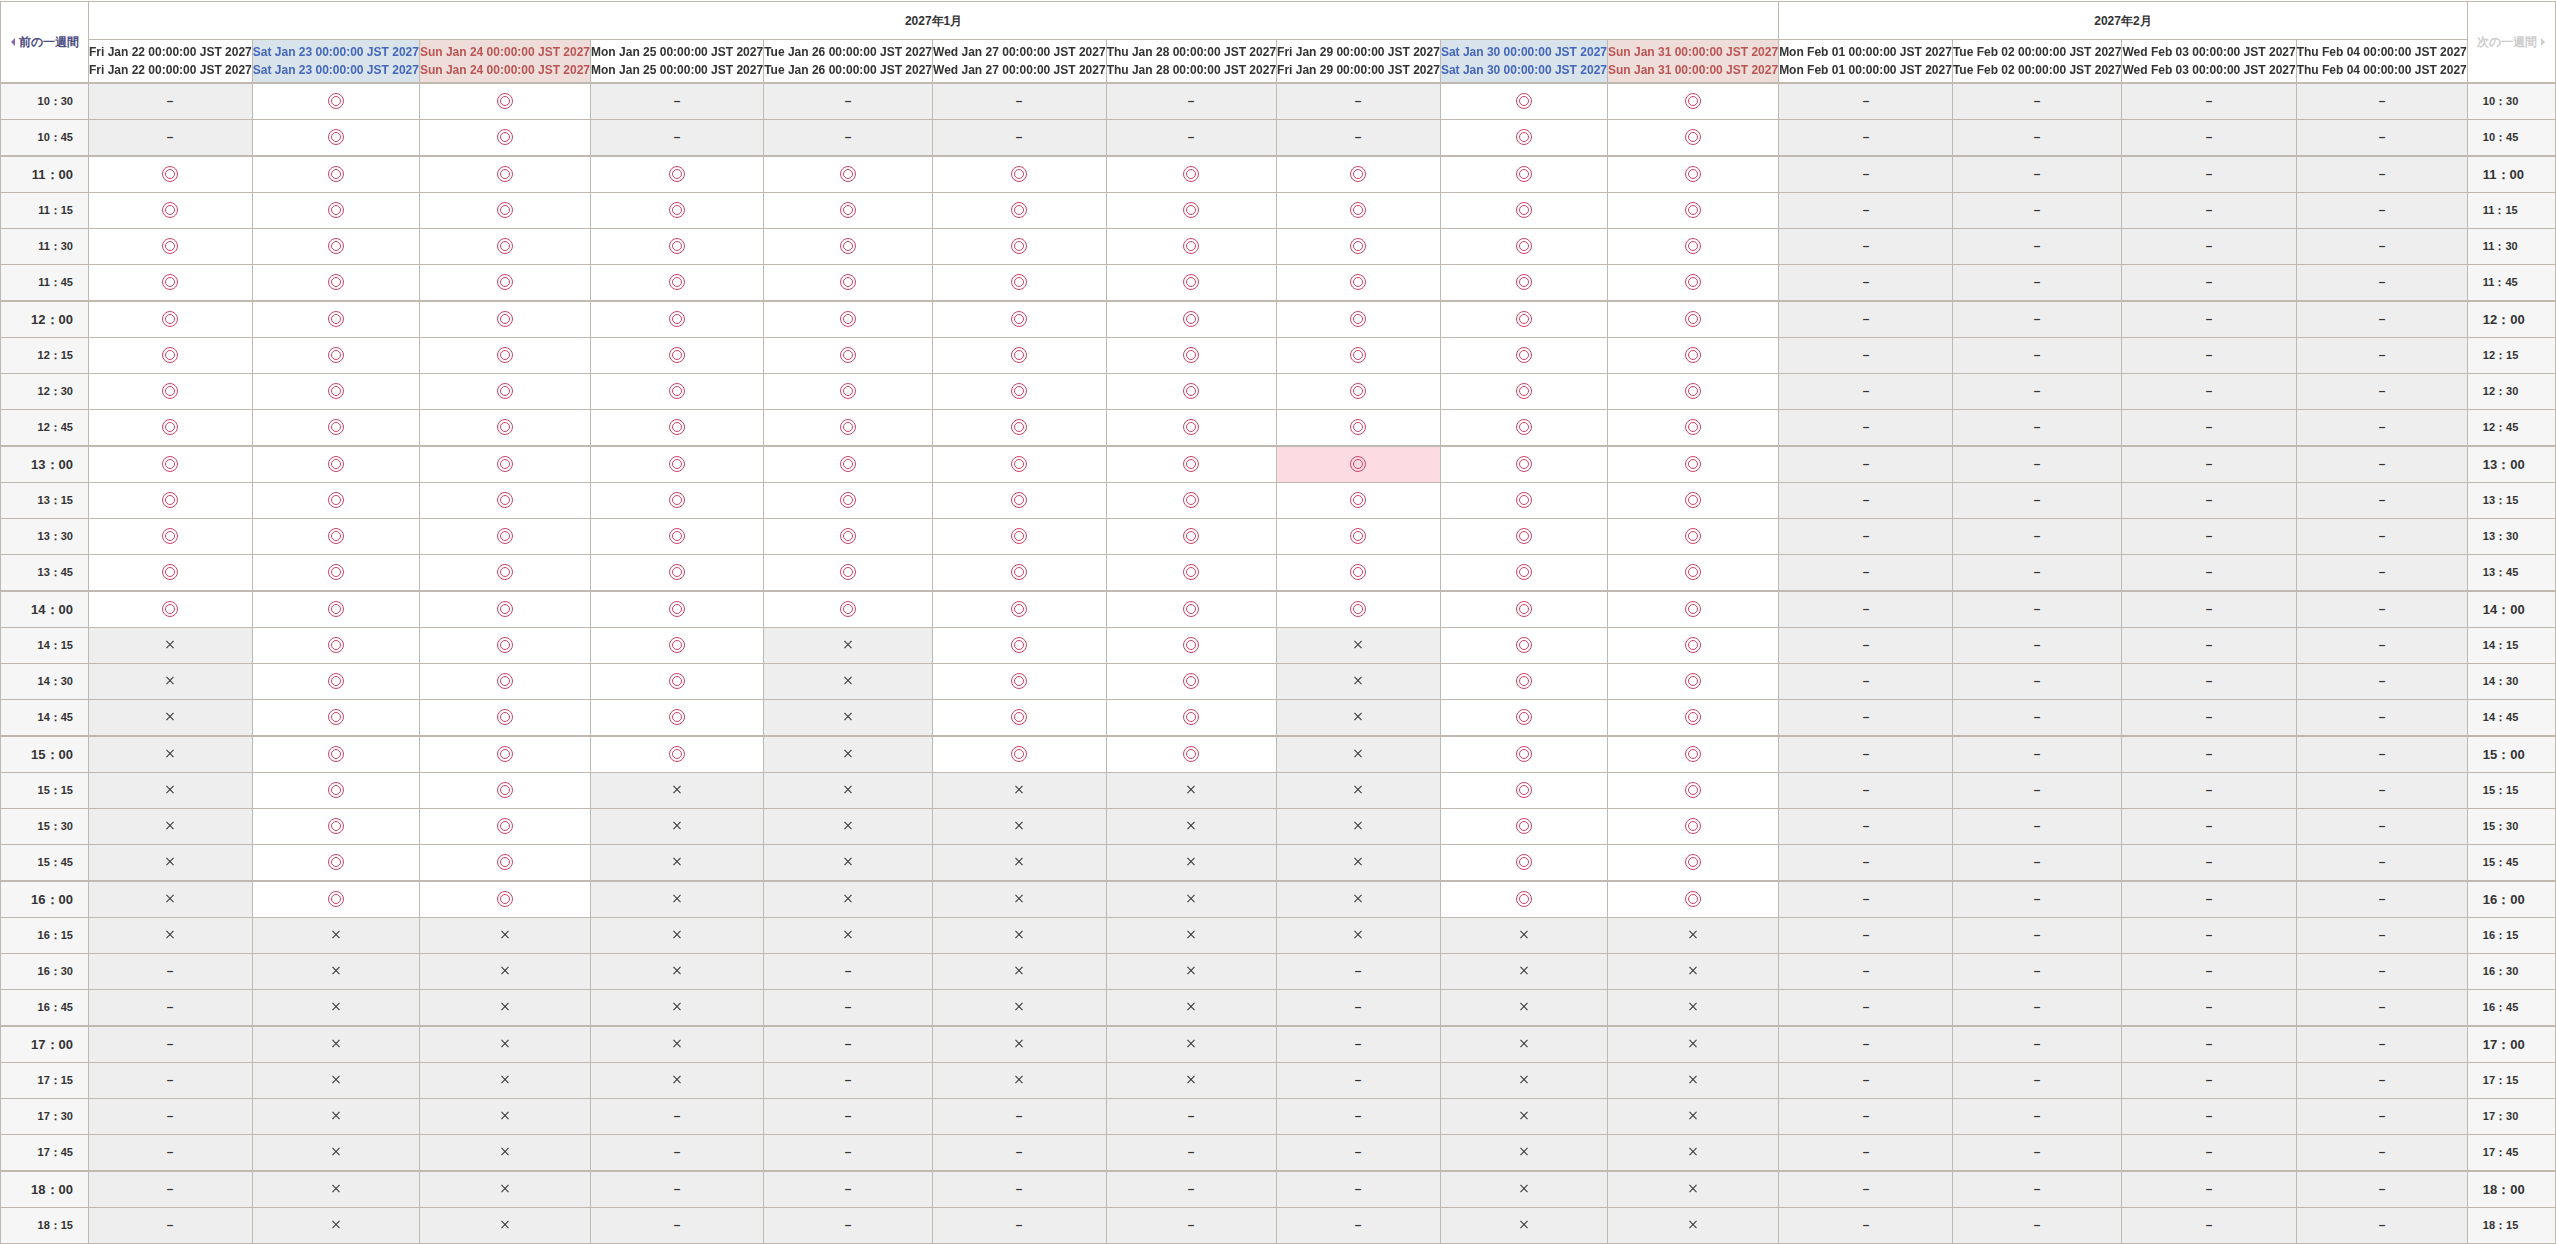 2027年1月 2027年2月
前の一週間 次の一週間
Fri Jan 22 00:00:00 JST 2027 Sat Jan 23 00:00:00 JST 2027 Sun Jan 24 00:00:00 JST 2027 Mon Jan 25 00:00:00 JST 2027 Tue Jan 26 00:00:00 JST 2027 Wed Jan 27 00:00:00 JST 2027 Thu Jan 28 00:00:00 JST 2027 Fri Jan 29 00:00:00 JST 2027 Sat Jan 30 00:00:00 JST 2027 Sun Jan 31 00:00:00 JST 2027 Mon Feb 01 00:00:00 JST 2027 Tue Feb 02 00:00:00 JST 2027 Wed Feb 03 00:00:00 JST 2027 Thu Feb 04 00:00:00 JST 2027
Fri Jan 22 00:00:00 JST 2027 Sat Jan 23 00:00:00 JST 2027 Sun Jan 24 00:00:00 JST 2027 Mon Jan 25 00:00:00 JST 2027 Tue Jan 26 00:00:00 JST 2027 Wed Jan 27 00:00:00 JST 2027 Thu Jan 28 00:00:00 JST 2027 Fri Jan 29 00:00:00 JST 2027 Sat Jan 30 00:00:00 JST 2027 Sun Jan 31 00:00:00 JST 2027 Mon Feb 01 00:00:00 JST 2027 Tue Feb 02 00:00:00 JST 2027 Wed Feb 03 00:00:00 JST 2027 Thu Feb 04 00:00:00 JST 2027
10：30 – ◎ ◎ – – – – – ◎ ◎ – – – – 10：30
10：45 – ◎ ◎ – – – – – ◎ ◎ – – – – 10：45
11：00 ◎ ◎ ◎ ◎ ◎ ◎ ◎ ◎ ◎ ◎ – – – – 11：00
11：15 ◎ ◎ ◎ ◎ ◎ ◎ ◎ ◎ ◎ ◎ – – – – 11：15
11：30 ◎ ◎ ◎ ◎ ◎ ◎ ◎ ◎ ◎ ◎ – – – – 11：30
11：45 ◎ ◎ ◎ ◎ ◎ ◎ ◎ ◎ ◎ ◎ – – – – 11：45
12：00 ◎ ◎ ◎ ◎ ◎ ◎ ◎ ◎ ◎ ◎ – – – – 12：00
12：15 ◎ ◎ ◎ ◎ ◎ ◎ ◎ ◎ ◎ ◎ – – – – 12：15
12：30 ◎ ◎ ◎ ◎ ◎ ◎ ◎ ◎ ◎ ◎ – – – – 12：30
12：45 ◎ ◎ ◎ ◎ ◎ ◎ ◎ ◎ ◎ ◎ – – – – 12：45
13：00 ◎ ◎ ◎ ◎ ◎ ◎ ◎ ◎ ◎ ◎ – – – – 13：00
13：15 ◎ ◎ ◎ ◎ ◎ ◎ ◎ ◎ ◎ ◎ – – – – 13：15
13：30 ◎ ◎ ◎ ◎ ◎ ◎ ◎ ◎ ◎ ◎ – – – – 13：30
13：45 ◎ ◎ ◎ ◎ ◎ ◎ ◎ ◎ ◎ ◎ – – – – 13：45
14：00 ◎ ◎ ◎ ◎ ◎ ◎ ◎ ◎ ◎ ◎ – – – – 14：00
14：15 × ◎ ◎ ◎ × ◎ ◎ × ◎ ◎ – – – – 14：15
14：30 × ◎ ◎ ◎ × ◎ ◎ × ◎ ◎ – – – – 14：30
14：45 × ◎ ◎ ◎ × ◎ ◎ × ◎ ◎ – – – – 14：45
15：00 × ◎ ◎ ◎ × ◎ ◎ × ◎ ◎ – – – – 15：00
15：15 × ◎ ◎ × × × × × ◎ ◎ – – – – 15：15
15：30 × ◎ ◎ × × × × × ◎ ◎ – – – – 15：30
15：45 × ◎ ◎ × × × × × ◎ ◎ – – – – 15：45
16：00 × ◎ ◎ × × × × × ◎ ◎ – – – – 16：00
16：15 × × × × × × × × × × – – – – 16：15
16：30 – × × × – × × – × × – – – – 16：30
16：45 – × × × – × × – × × – – – – 16：45
17：00 – × × × – × × – × × – – – – 17：00
17：15 – × × × – × × – × × – – – – 17：15
17：30 – × × – – – – – × × – – – – 17：30
17：45 – × × – – – – – × × – – – – 17：45
18：00 – × × – – – – – × × – – – – 18：00
18：15 – × × – – – – – × × – – – – 18：15